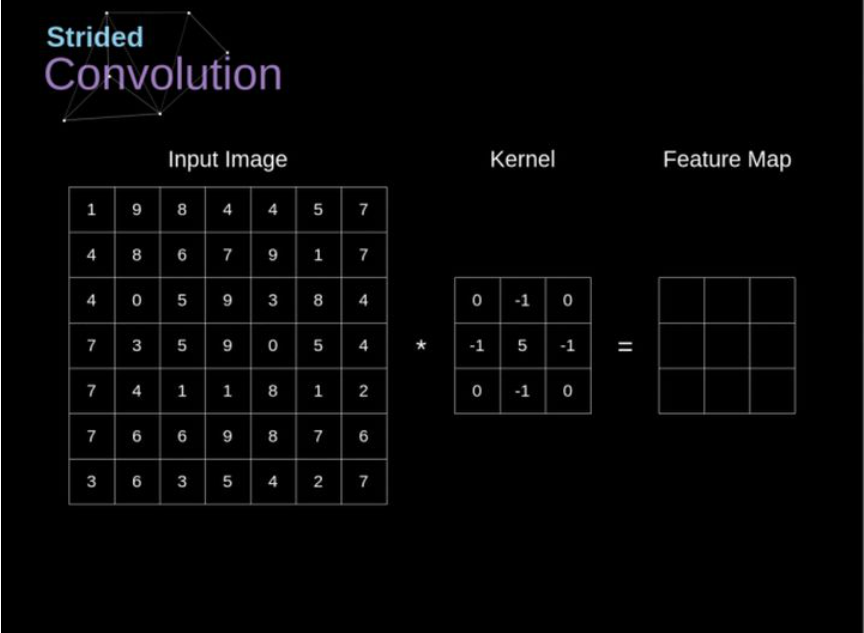 Strided
Convolution
Input Image
Kernel
Feature Map
1 9 8 4 4 5 7
4 8 6 7 9 1 7
4 0 5 9 3 8 4
0 -1 0
7 3 5 9 0 5 4
* -1 5 -1 =
7 4 1 1 8 1 2
0 -1 0
7 6 6 9 8 7 6
3 6 3 5 4 2 7